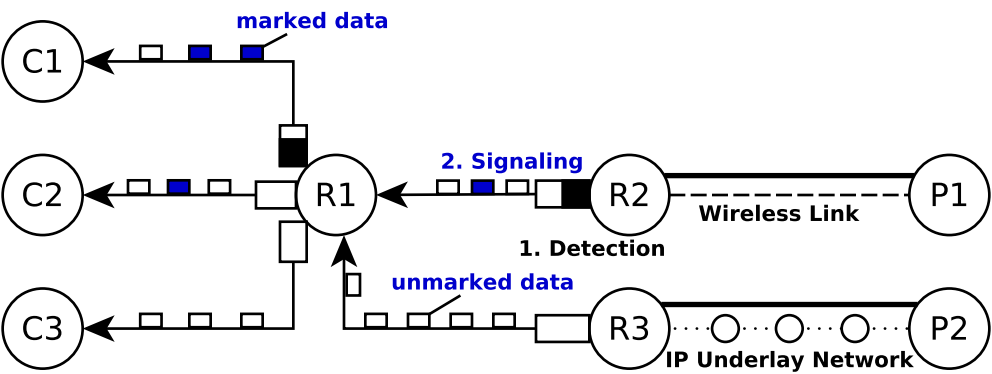 marked data
C1
2. Signaling
C2
R1
R2
P1
Wireless Link
1. Detection
unmarked data
C3
R3
P2
IP Underlay Network